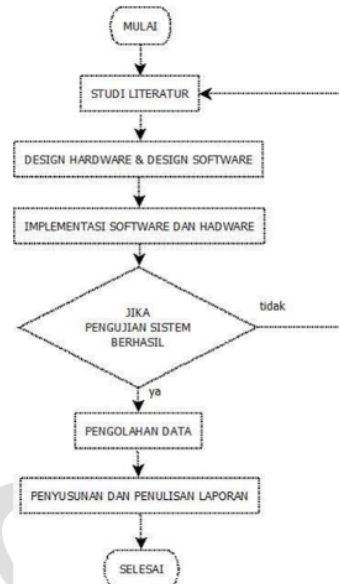 MULAI
STUDI LITERATUR
DESIGN HARDWARE & DESIGN SOFTWARE
IMPLEMENTASI SOFTWARE DAN HADWARE
JIKA
PENGUJIAN SISTEM
BERHASIL
tidak
ya
PENGOLAHAN DATA
PENYUSUNAN DAN PENULISAN LAPORAN
SELESAI